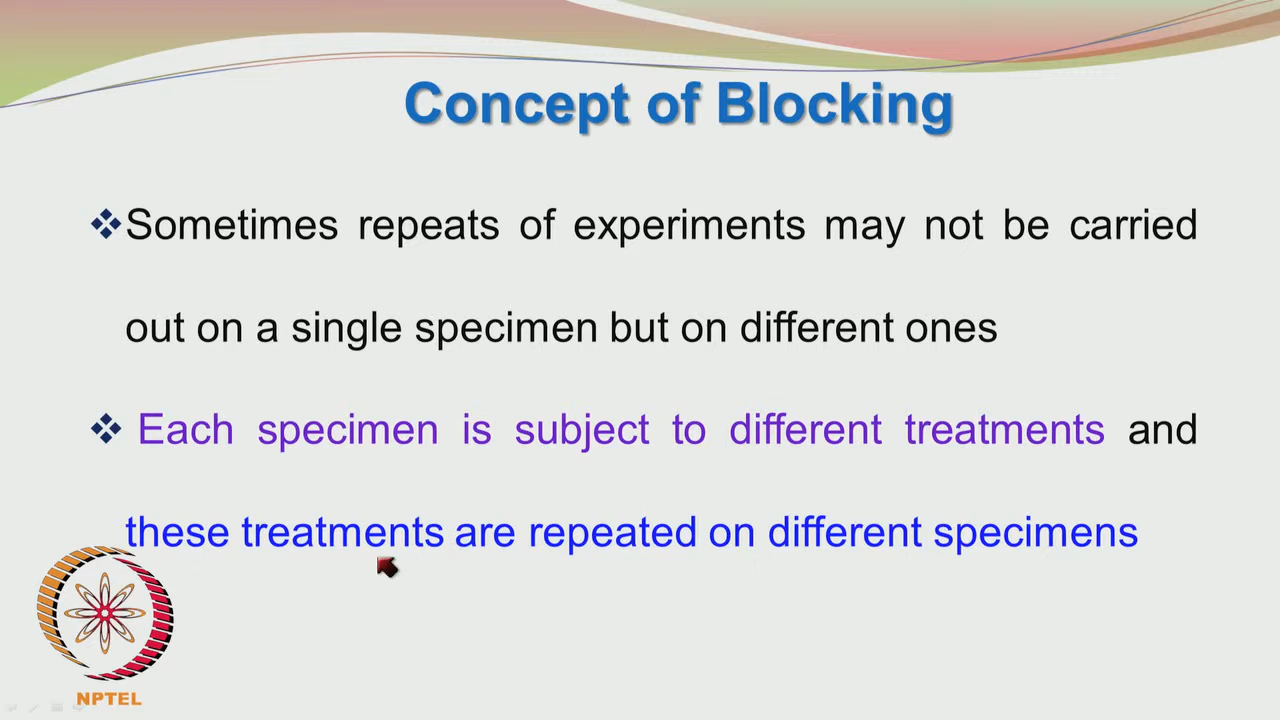 Concept of Blocking
❖Sometimes repeats of experiments may not be carried
out on a single specimen but on different ones
❖ Each specimen is subject to different treatments and
these treatments are repeated on different specimens
NPTEL